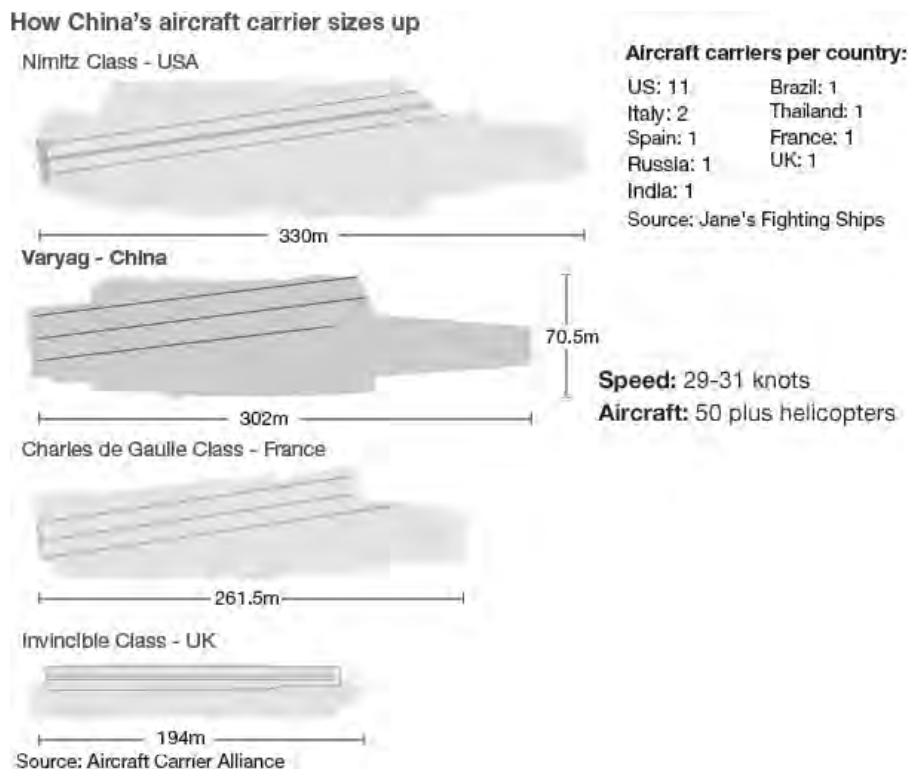 How China's aircraft carrier sizes up
Nimitz Class - USA
330m
Aircraft carriers per country:
US: 11
Italy: 2
Spain: 1
Russia: 1
India: 1
Brazil: 1
Thailand: 1
France: 1
UK: 1
Source: Jane's Fighting Ships
Varyag - China
70.5m
302m
Speed: 29-31 knots
Aircraft: 50 plus helicopters
Charles de Gaulle Class - France
261.5m
Invincible Class - UK
194m
Source: Aircraft Carrier Alliance